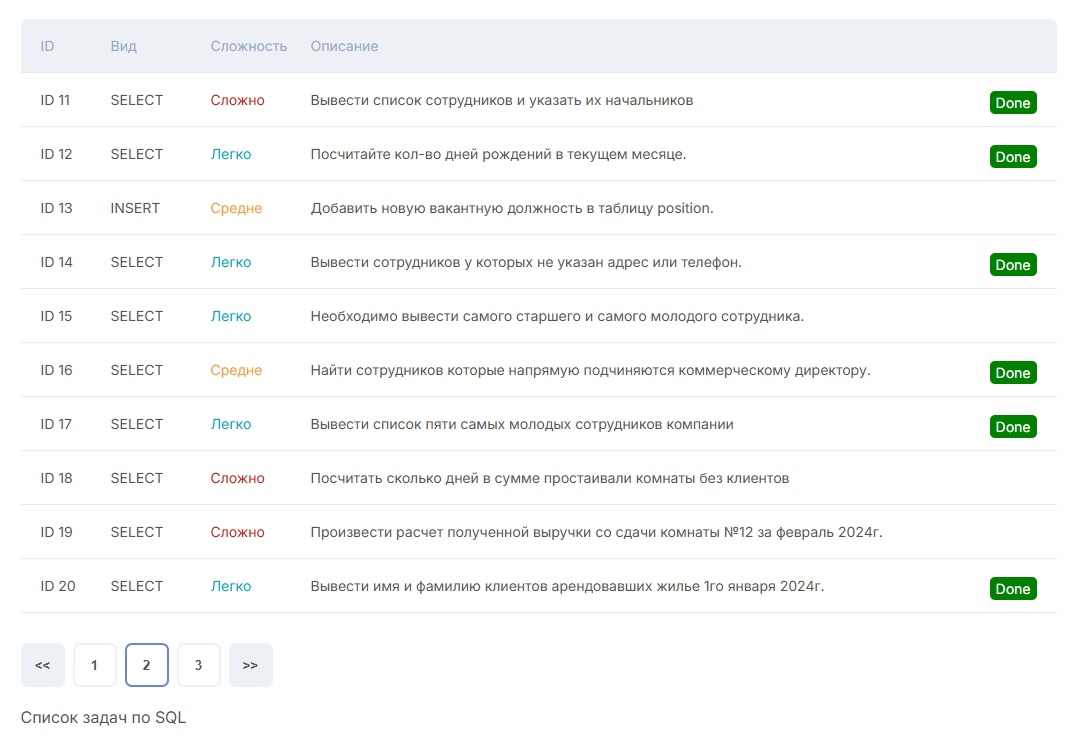 ID Вид Сложность Описание
ID 11 SELECT Сложно Вывести список сотрудников и указать их начальников Done
ID 12 SELECT Легко Посчитайте кол-во дней рождений в текущем месяце. Done
ID 13 INSERT Средне Добавить новую вакантную должность в таблицу position.
ID 14 SELECT Легко Вывести сотрудников у которых не указан адрес или телефон. Done
ID 15 SELECT Легко Необходимо вывести самого старшего и самого молодого сотрудника.
ID 16 SELECT Средне Найти сотрудников которые напрямую подчиняются коммерческому директору. Done
ID 17 SELECT Легко Вывести список пяти самых молодых сотрудников компании Done
ID 18 SELECT Сложно Посчитать сколько дней в сумме простаивали комнаты без клиентов
ID 19 SELECT Сложно Произвести расчет полученной выручки со сдачи комнаты №12 за февраль 2024г.
ID 20 SELECT Легко Вывести имя и фамилию клиентов арендовавших жилье 1го января 2024г. Done
<< 1 2 3 >>
Список задач по SQL